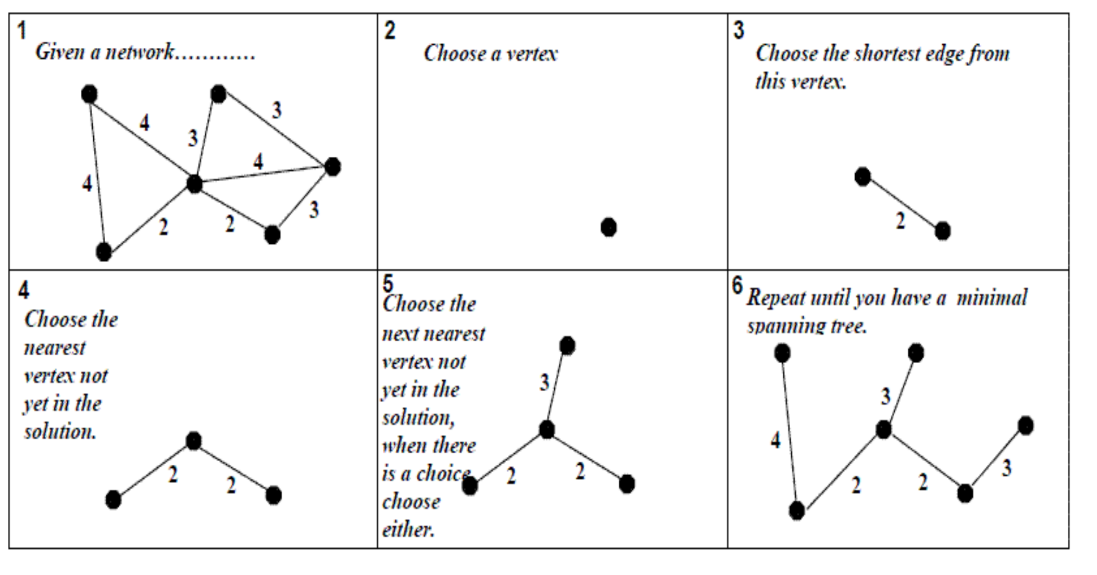 1
Given a network............
4
3
3
4
4
2
2
3
2
Choose a vertex
3
Choose the shortest edge from
this vertex.
2
4
Choose the
nearest
vertex not
yet in the
solution.
2
2
5
Choose the
next nearest
vertex not
yet in the
solution,
when there
is a choice
choose
either.
3
2
2
6
Repeat until you have a minimal
spanning tree.
3
4
2
2
3